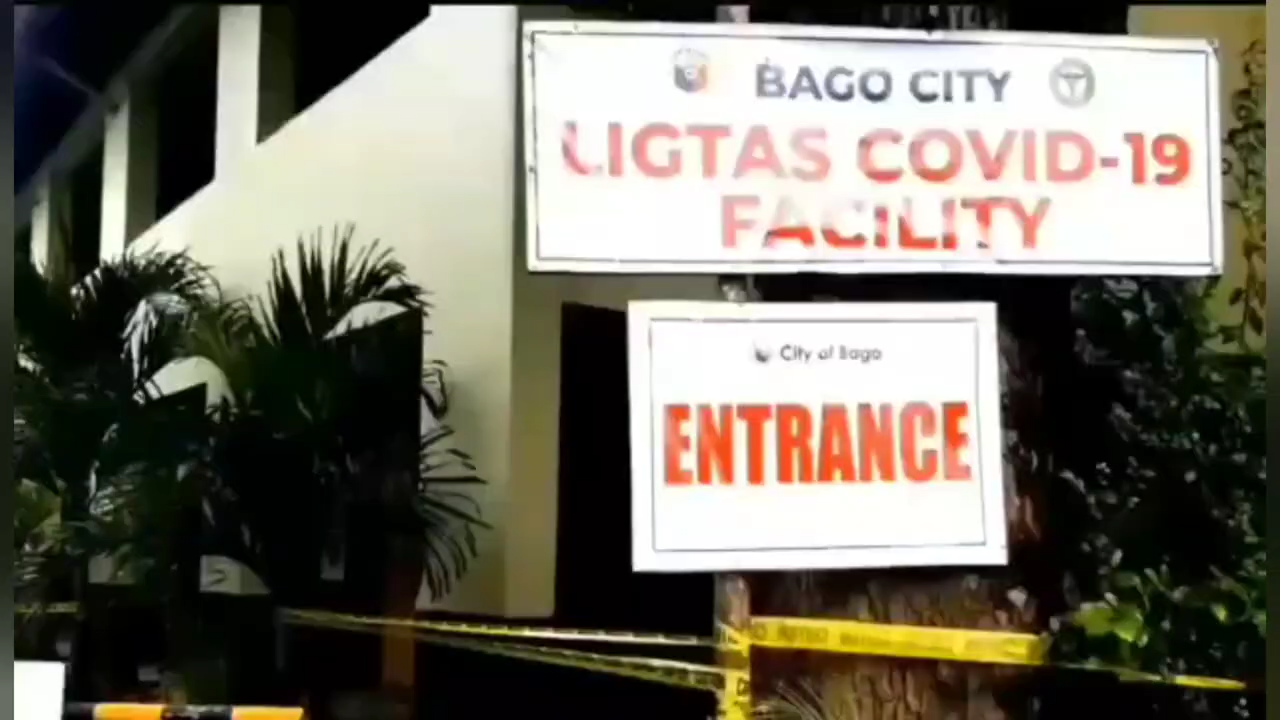 BAGO CITY
LIGTAS COVID-19
FACILITY
City of Bago
ENTRANCE